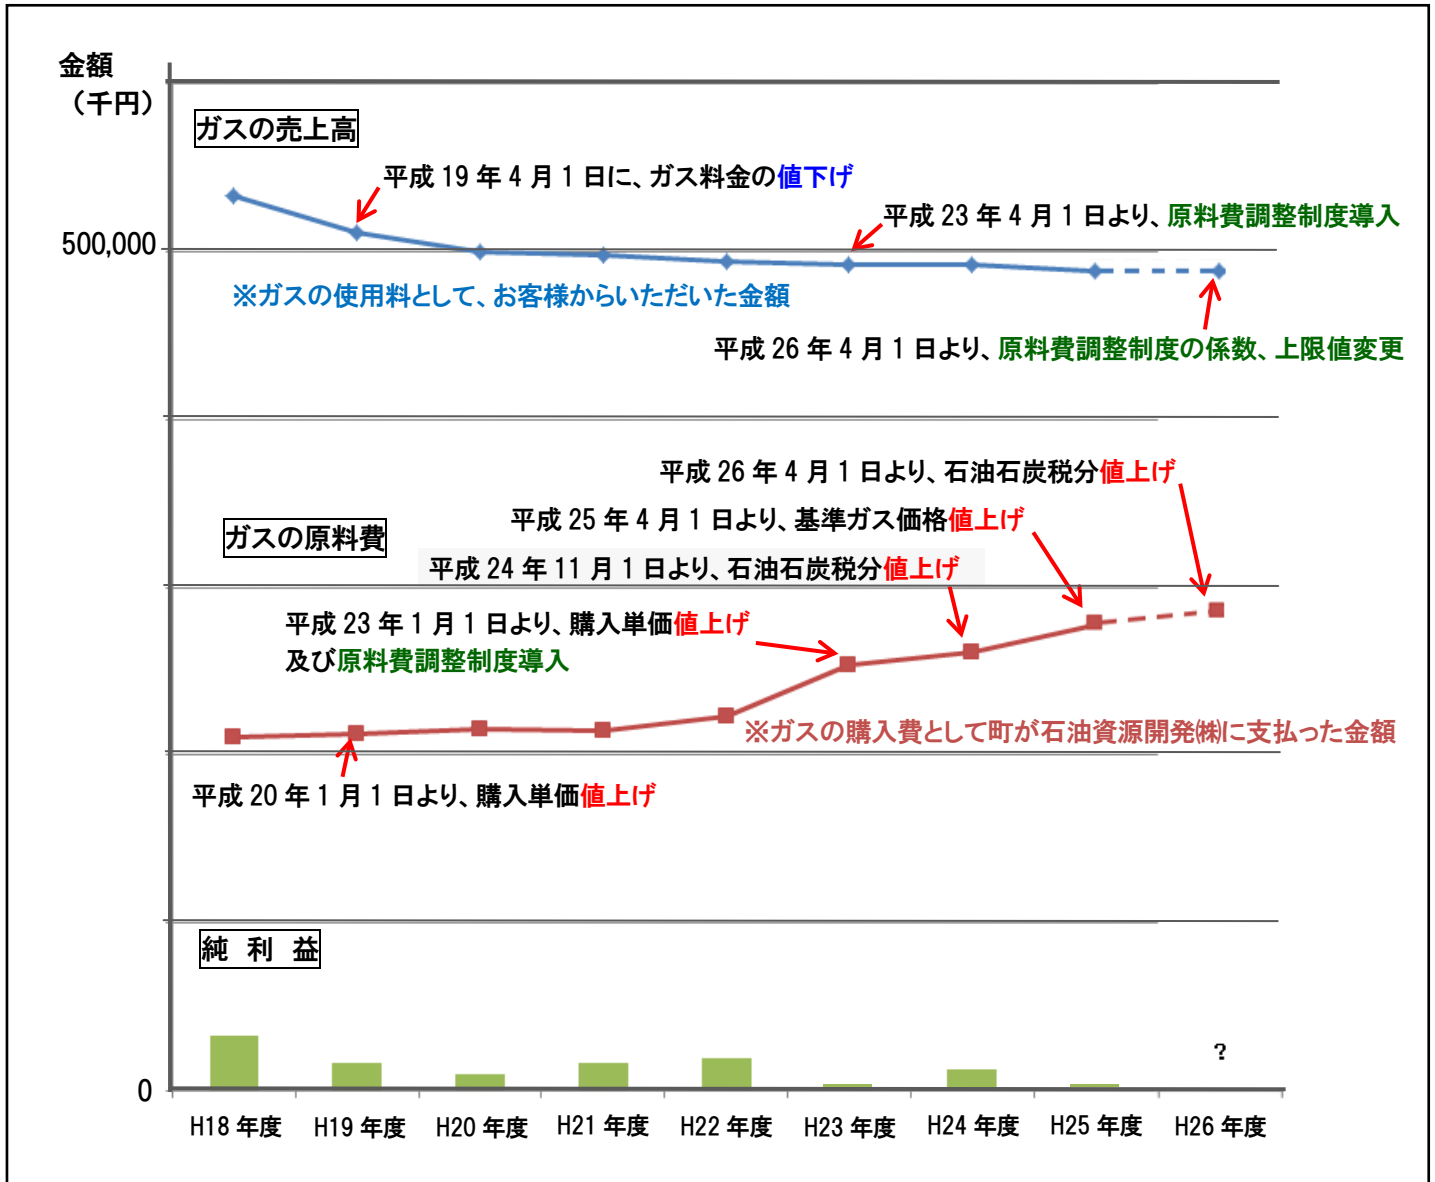 金額
（千円）
ガスの売上高
平成 19 年 4 月 1 日に、ガス料金の値下げ
平成 23 年 4 月 1 日より、原料費調整制度導入
500,000
※ガスの使用料として、お客様からいただいた金額
平成 26 年 4 月 1 日より、原料費調整制度の係数、上限値変更
平成 26 年 4 月 1 日より、石油石炭税分値上げ
平成 25 年 4 月 1 日より、基準ガス価格値上げ
ガスの原料費
平成 24 年 11 月 1 日より、石油石炭税分値上げ
平成 23 年 1 月 1 日より、購入単価値上げ
及び原料費調整制度導入
※ガスの購入費として町が石油資源開発㈱に支払った金額
平成 20 年 1 月 1 日より、購入単価値上げ
純 利 益
?
0
H18 年度 H19 年度 H20 年度 H21 年度 H22 年度 H23 年度 H24 年度 H25 年度 H26 年度